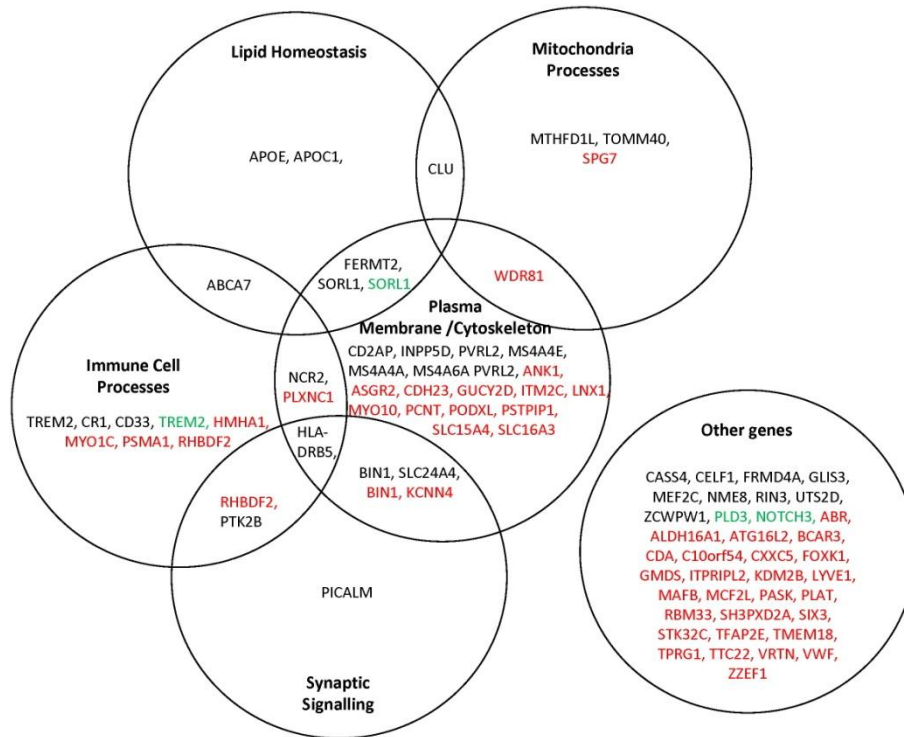 Lipid Homeostasis
Mitochondria
Processes
APOE, APOC1,
CLU
MTHFD1L, TOMM40,
SPG7
ABCA7
FERMT2,
SORL1, SORL1
WDR81
Plasma
Membrane /Cytoskeleton
CD2AP, INPP5D, PVRL2, MS4A4E,
MS4A4A, MS4A6A PVRL2, ANK1,
ASGR2, CDH23, GUCY2D, ITM2C, LNX1,
MYO10, PCNT, PODXL, PSTPIP1,
SLC15A4, SLC16A3
Immune Cell
Processes
TREM2, CR1, CD33, TREM2, HMHA1,
MYO1C, PSMA1, RHBDF2
NCR2,
PLXNC1
HLA-
DRB5,
BIN1, SLC24A4,
BIN1, KCNN4
RHBDF2,
PTK2B
PICALM
Synaptic
Signalling
Other genes
CASS4, CELF1, FRMD4A, GLIS3,
MEF2C, NME8, RIN3, UTS2D,
ZCWPW1, PLD3, NOTCH3, ABR,
ALDH16A1, ATG16L2, BCAR3,
CDA, C10orf54, CXXC5, FOXK1,
GMDS, ITPRIPL2, KDM2B, LYVE1,
MAFB, MCF2L, PASK, PLAT,
RBM33, SH3PXD2A, SIX3,
STK32C, TFAP2E, TMEM18,
TPRG1, TTC22, VRTN, VWF,
ZZEF1